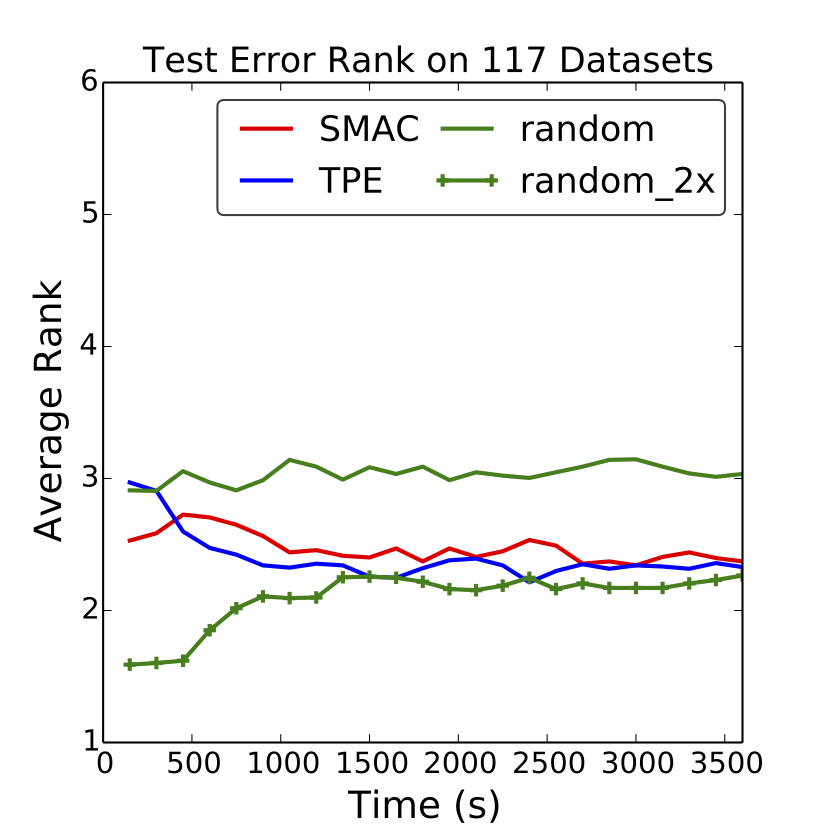 Test Error Rank on 117 Datasets
SMAC random
TPE random_2x
Average Rank
6
5
4
3
2
1
0 500 1000 1500 2000 2500 3000 3500
Time (s)